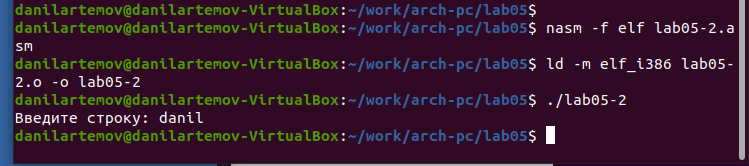 danilartemov@danilartemov-VirtualBox:~/work/arch-pc/lab05$
danilartemov@danilartemov-VirtualBox:~/work/arch-pc/lab05$ nasm -f elf lab05-2.a
sm
danilartemov@danilartemov-VirtualBox:~/work/arch-pc/lab05$ ld -m elf_i386 lab05-
2.o -o lab05-2
danilartemov@danilartemov-VirtualBox:~/work/arch-pc/lab05$ ./lab05-2
Введите строку: danil
danilartemov@danilartemov-VirtualBox:~/work/arch-pc/lab05$